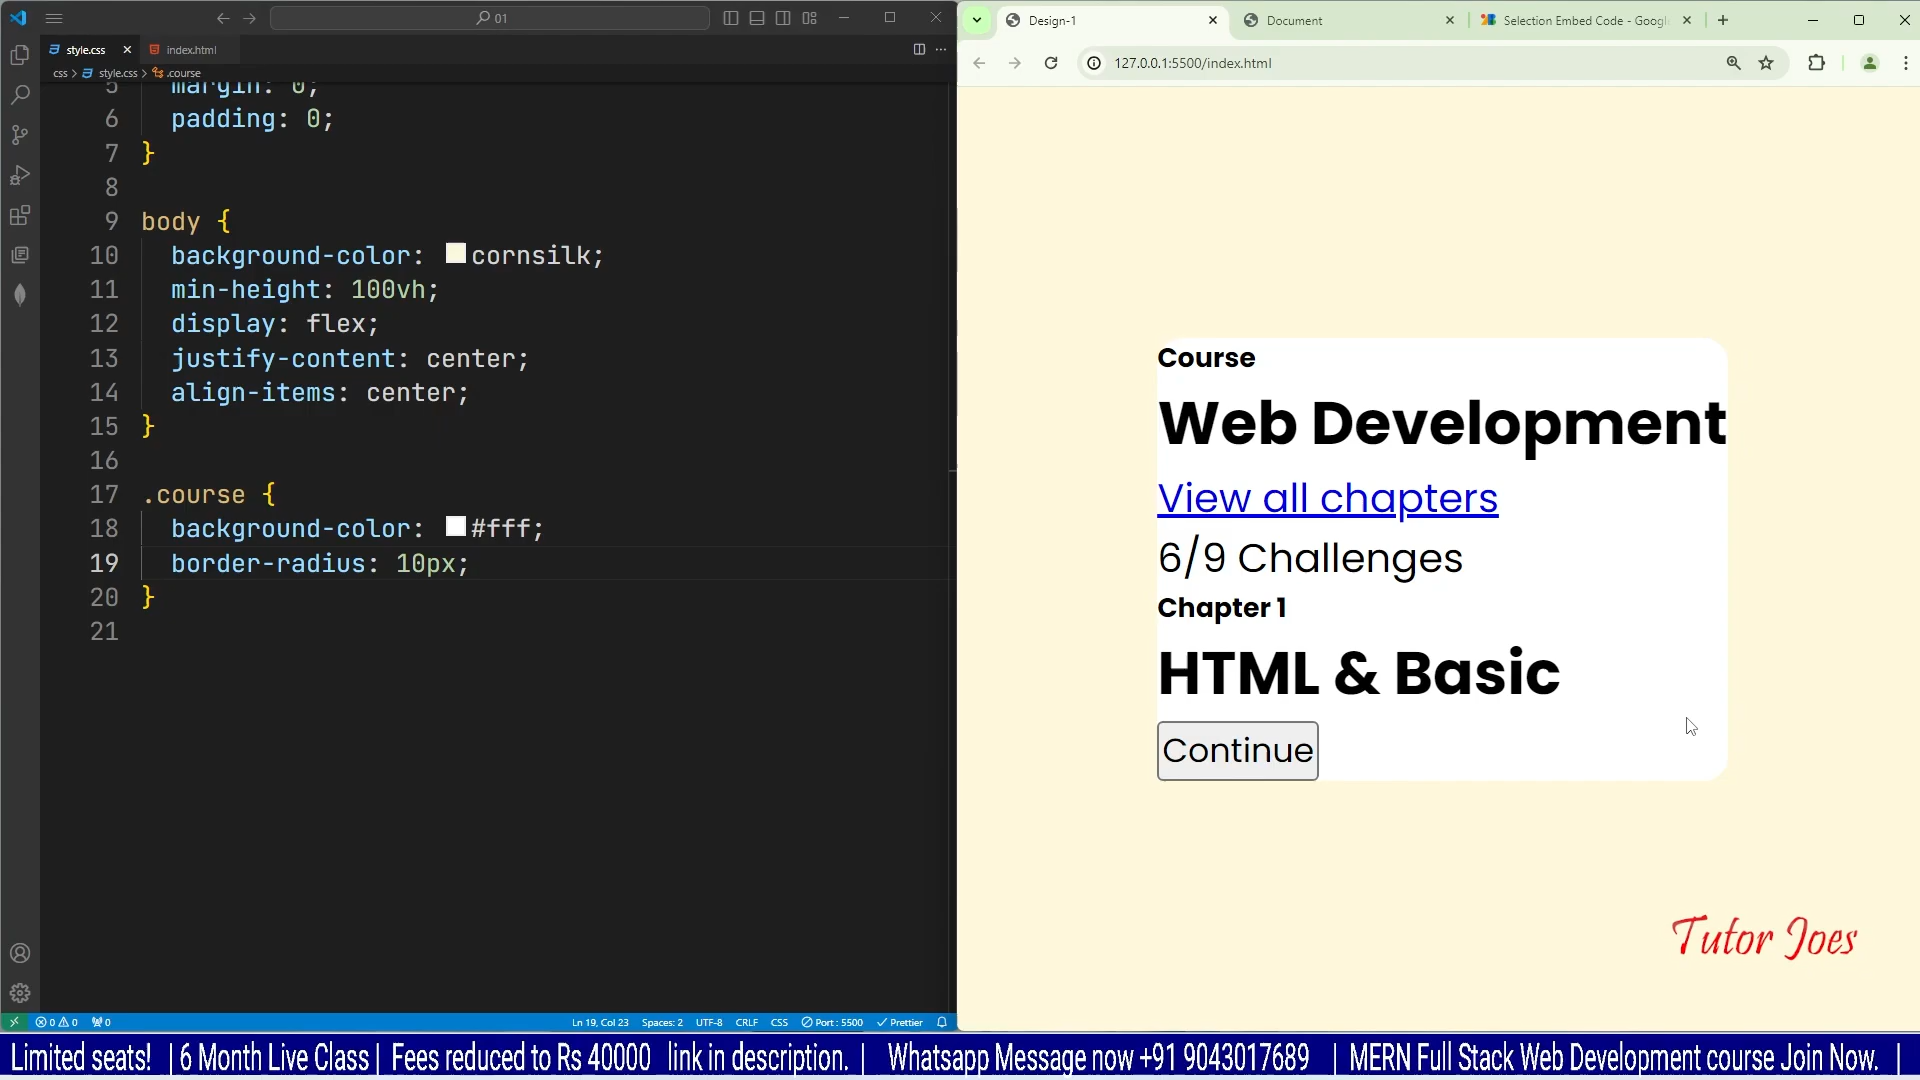 01
style.css
index.html
css > style.css > .course
5 margin: 0;
6 padding: 0;
7 }
8
9 body {
10 background-color: cornsilk;
11 min-height: 100vh;
12 display: flex;
13 justify-content: center;
14 align-items: center;
15 }
16
17 .course {
18 background-color: #fff;
19 border-radius: 10px;
20 }
21
0 0 0 Ln 19, Col 23 Spaces: 2 UTF-8 CRLF CSS Port : 5500 Prettier
Design-1
Document
Selection Embed Code - Googl
127.0.0.1:5500/index.html
Course
Web Development
View all chapters
6/9 Challenges
Chapter 1
HTML & Basic
Continue
Tutor Joes
Limited seats! | 6 Month Live Class | Fees reduced to Rs 40000 link in description. | Whatsapp Message now +91 9043017689 | MERN Full Stack Web Development course Join Now. |